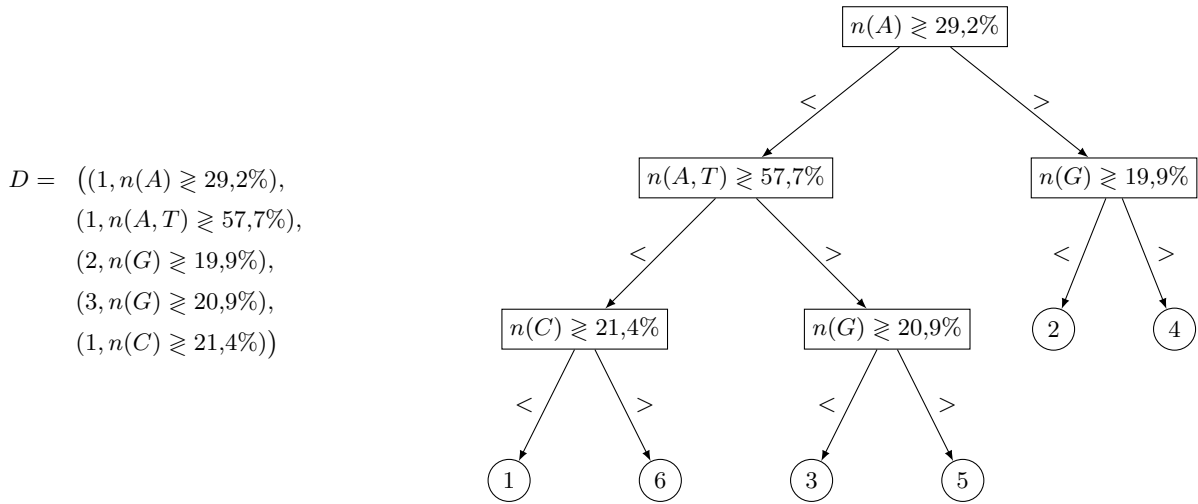 D = ((1, n(A) ≷ 29,2%),
(1, n(A, T) ≷ 57,7%),
(2, n(G) ≷ 19,9%),
(3, n(G) ≷ 20,9%),
(1, n(C) ≷ 21,4%))
n(A) ≷ 29,2%
< >
n(A, T) ≷ 57,7% n(G) ≷ 19,9%
< > < >
n(C) ≷ 21,4% n(G) ≷ 20,9% 2 4
< > < >
1 6 3 5